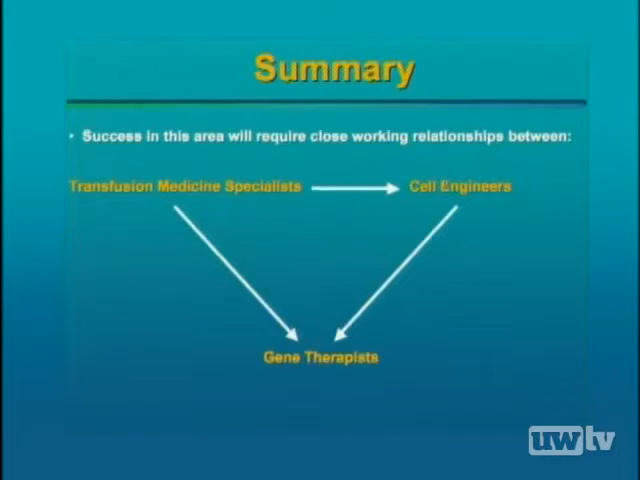 Summary
• Success in this area will require close working relationships between:
Transfusion Medicine Specialists
Cell Engineers
Gene Therapists
uwtv